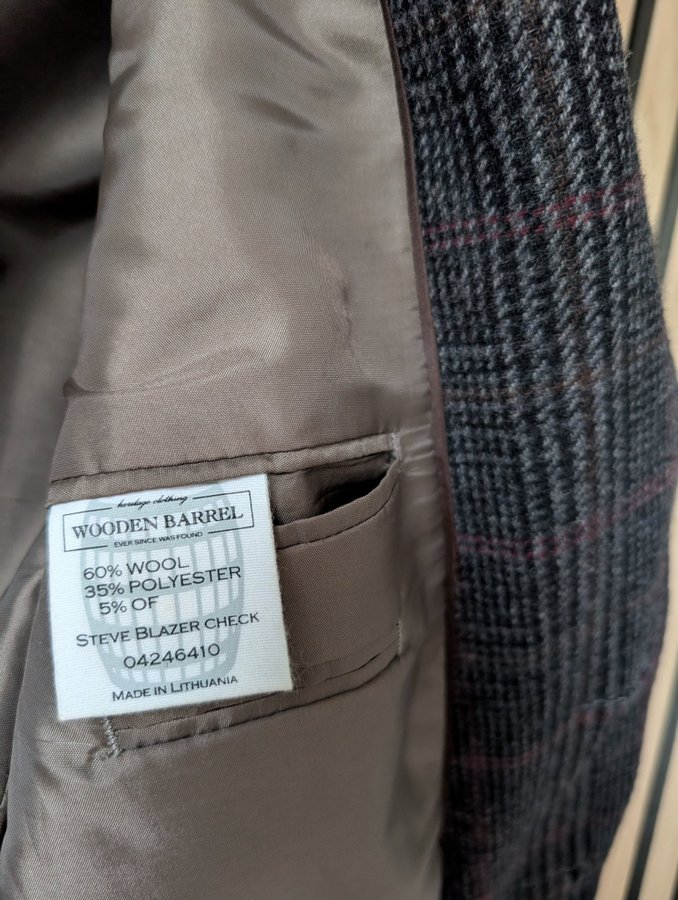 heritage clothing
WOODEN BARREL
EVER SINCE WAS FOUND
60% WOOL
35% POLYESTER
5% OF
STEVE BLAZER CHECK
04246410
MADE IN LITHUANIA